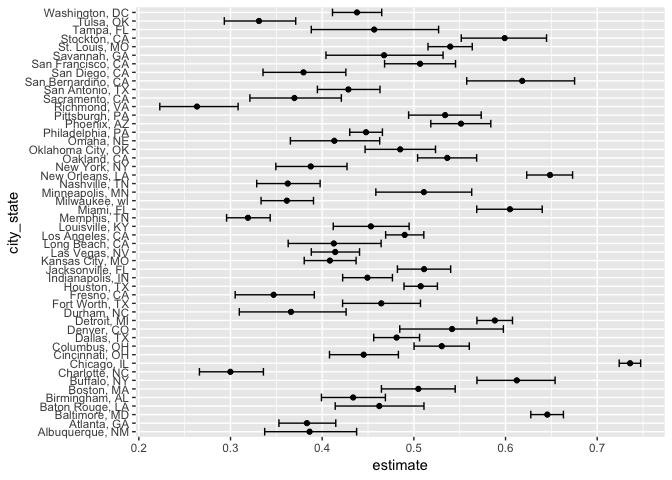 Washington, DC
Tulsa, OK
Tampa, FL
Stockton, CA
St. Louis, MO
Savannah, GA
San Francisco, CA
San Diego, CA
San Bernardino, CA
San Antonio, TX
Sacramento, CA
Richmond, VA
Pittsburgh, PA
Phoenix, AZ
Philadelphia, PA
Omaha, NE
Oklahoma City, OK
Oakland, CA
New York, NY
New Orleans, LA
Nashville, TN
Minneapolis, MN
Milwaukee, wI
Miami, FL
Memphis, TN
Louisville, KY
Los Angeles, CA
Long Beach, CA
Las Vegas, NV
Kansas City, MO
Jacksonville, FL
Indianapolis, IN
Houston, TX
Fresno, CA
Fort Worth, TX
Durham, NC
Detroit, MI
Denver, CO
Dallas, TX
Columbus, OH
Cincinnati, OH
Chicago, IL
Charlotte, NC
Buffalo, NY
Boston, MA
Birmingham, AL
Baton Rouge, LA
Baltimore, MD
Atlanta, GA
Albuquerque, NM
city_state
0.2 0.3 0.4 0.5 0.6 0.7
estimate